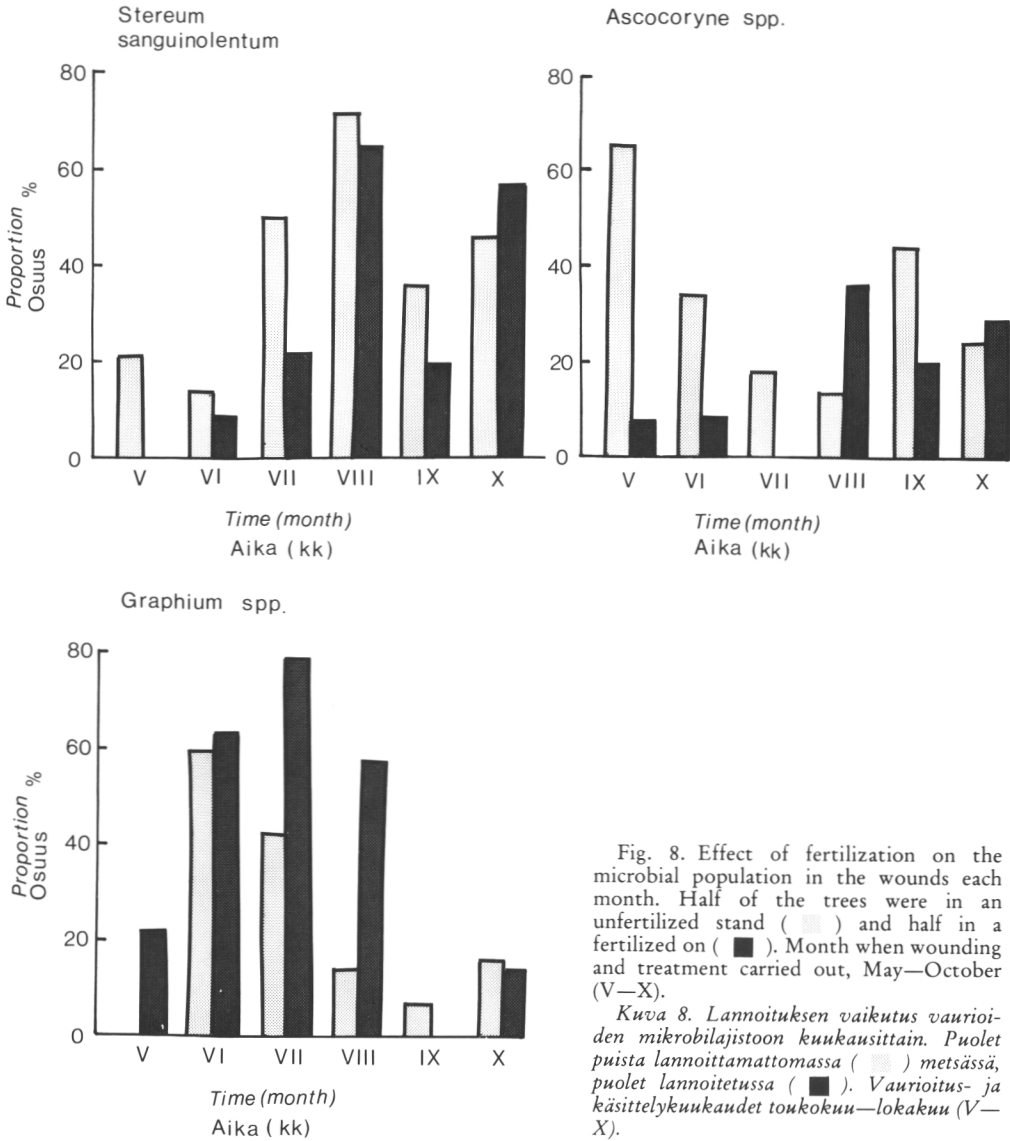 Stereum
sanguinolentum
80
60
40
20
0
Proportion %
Osuus
V VI VII VIII IX X
Time (month)
Aika (kk)
Ascocoryne spp.
80
60
40
20
0
V VI VII VIII IX X
Time (month)
Aika (kk)
Graphium spp.
80
60
40
20
0
Proportion %
Osuus
V VI VII VIII IX X
Time (month)
Aika (kk)
Fig. 8. Effect of fertilization on the
microbial population in the wounds each
month. Half of the trees were in an
unfertilized stand ( ) and half in a
fertilized on ( ■ ). Month when wounding
and treatment carried out, May—October
(V—X).
Kuva 8. Lannoituksen vaikutus vaurioi-
den mikrobilajistoon kuukausittain. Puolet
puista lannoittamattomassa ( ) metsässä,
puolet lannoitetussa ( ■ ). Vaurioitus- ja
käsittelykuukaudet toukokuu—lokakuu (V—
X).